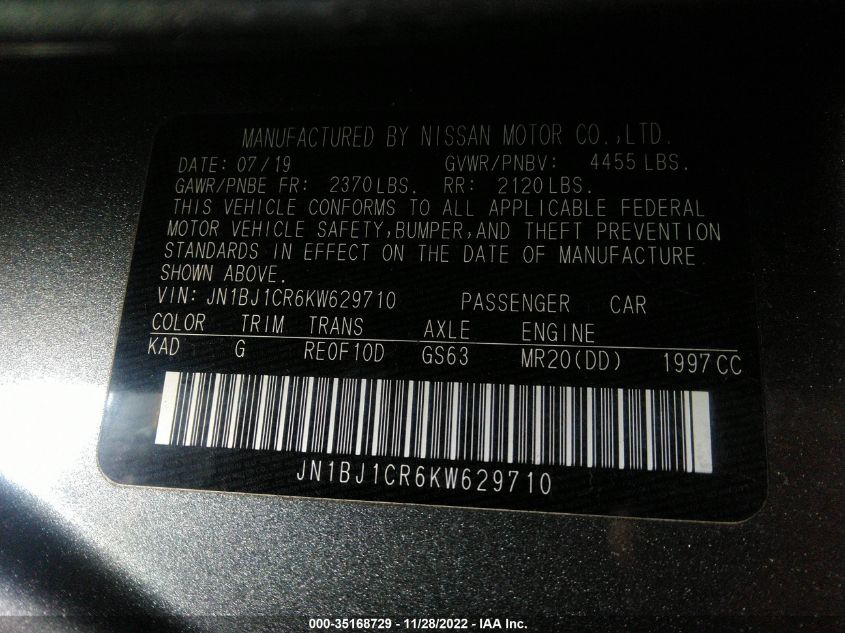 MANUFACTURED BY NISSAN MOTOR CO.,LTD.
DATE: 07/19 GVWR/PNBV: 4455 LBS.
GAWR/PNBE FR: 2370LBS. RR: 2120LBS.
THIS VEHICLE CONFORMS TO ALL APPLICABLE FEDERAL
MOTOR VEHICLE SAFETY,BUMPER,AND THEFT PREVENTION
STANDARDS IN EFFECT ON THE DATE OF MANUFACTURE
SHOWN ABOVE.
VIN: JN1BJ1CR6KW629710 PASSENGER CAR
COLOR TRIM TRANS AXLE ENGINE
KAD G RE0F10D GS63 MR20(DD) 1997CC
JN1BJ1CR6KW629710
000-35168729 — 11/28/2022 — IAA Inc.